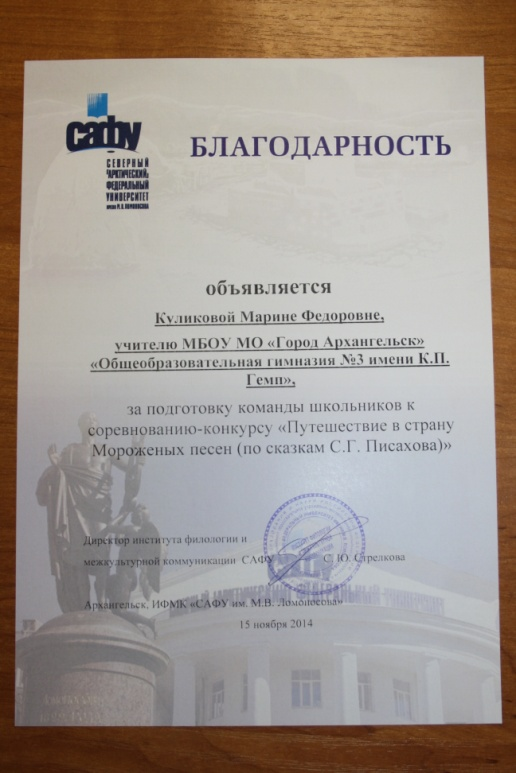 сафу
СЕВЕРНЫЙ
(АРКТИЧЕСКИЙ)
ФЕДЕРАЛЬНЫЙ
УНИВЕРСИТЕТ
имени М.В. ЛОМОНОСОВА
БЛАГОДАРНОСТЬ
объявляется
Куликовой Марине Федоровне,
учителю МБОУ МО «Город Архангельск»
«Общеобразовательная гимназия №3 имени К.П.
Гемп»,
за подготовку команды школьников к
соревнованию-конкурсу «Путешествие в страну
Мороженых песен (по сказкам С.Г. Писахова)»
Директор института филологии и
межкультурной коммуникации САФУ С. Ю. Стрелкова
Архангельск, ИФМК «САФУ им. М.В. Ломоносова»
15 ноября 2014